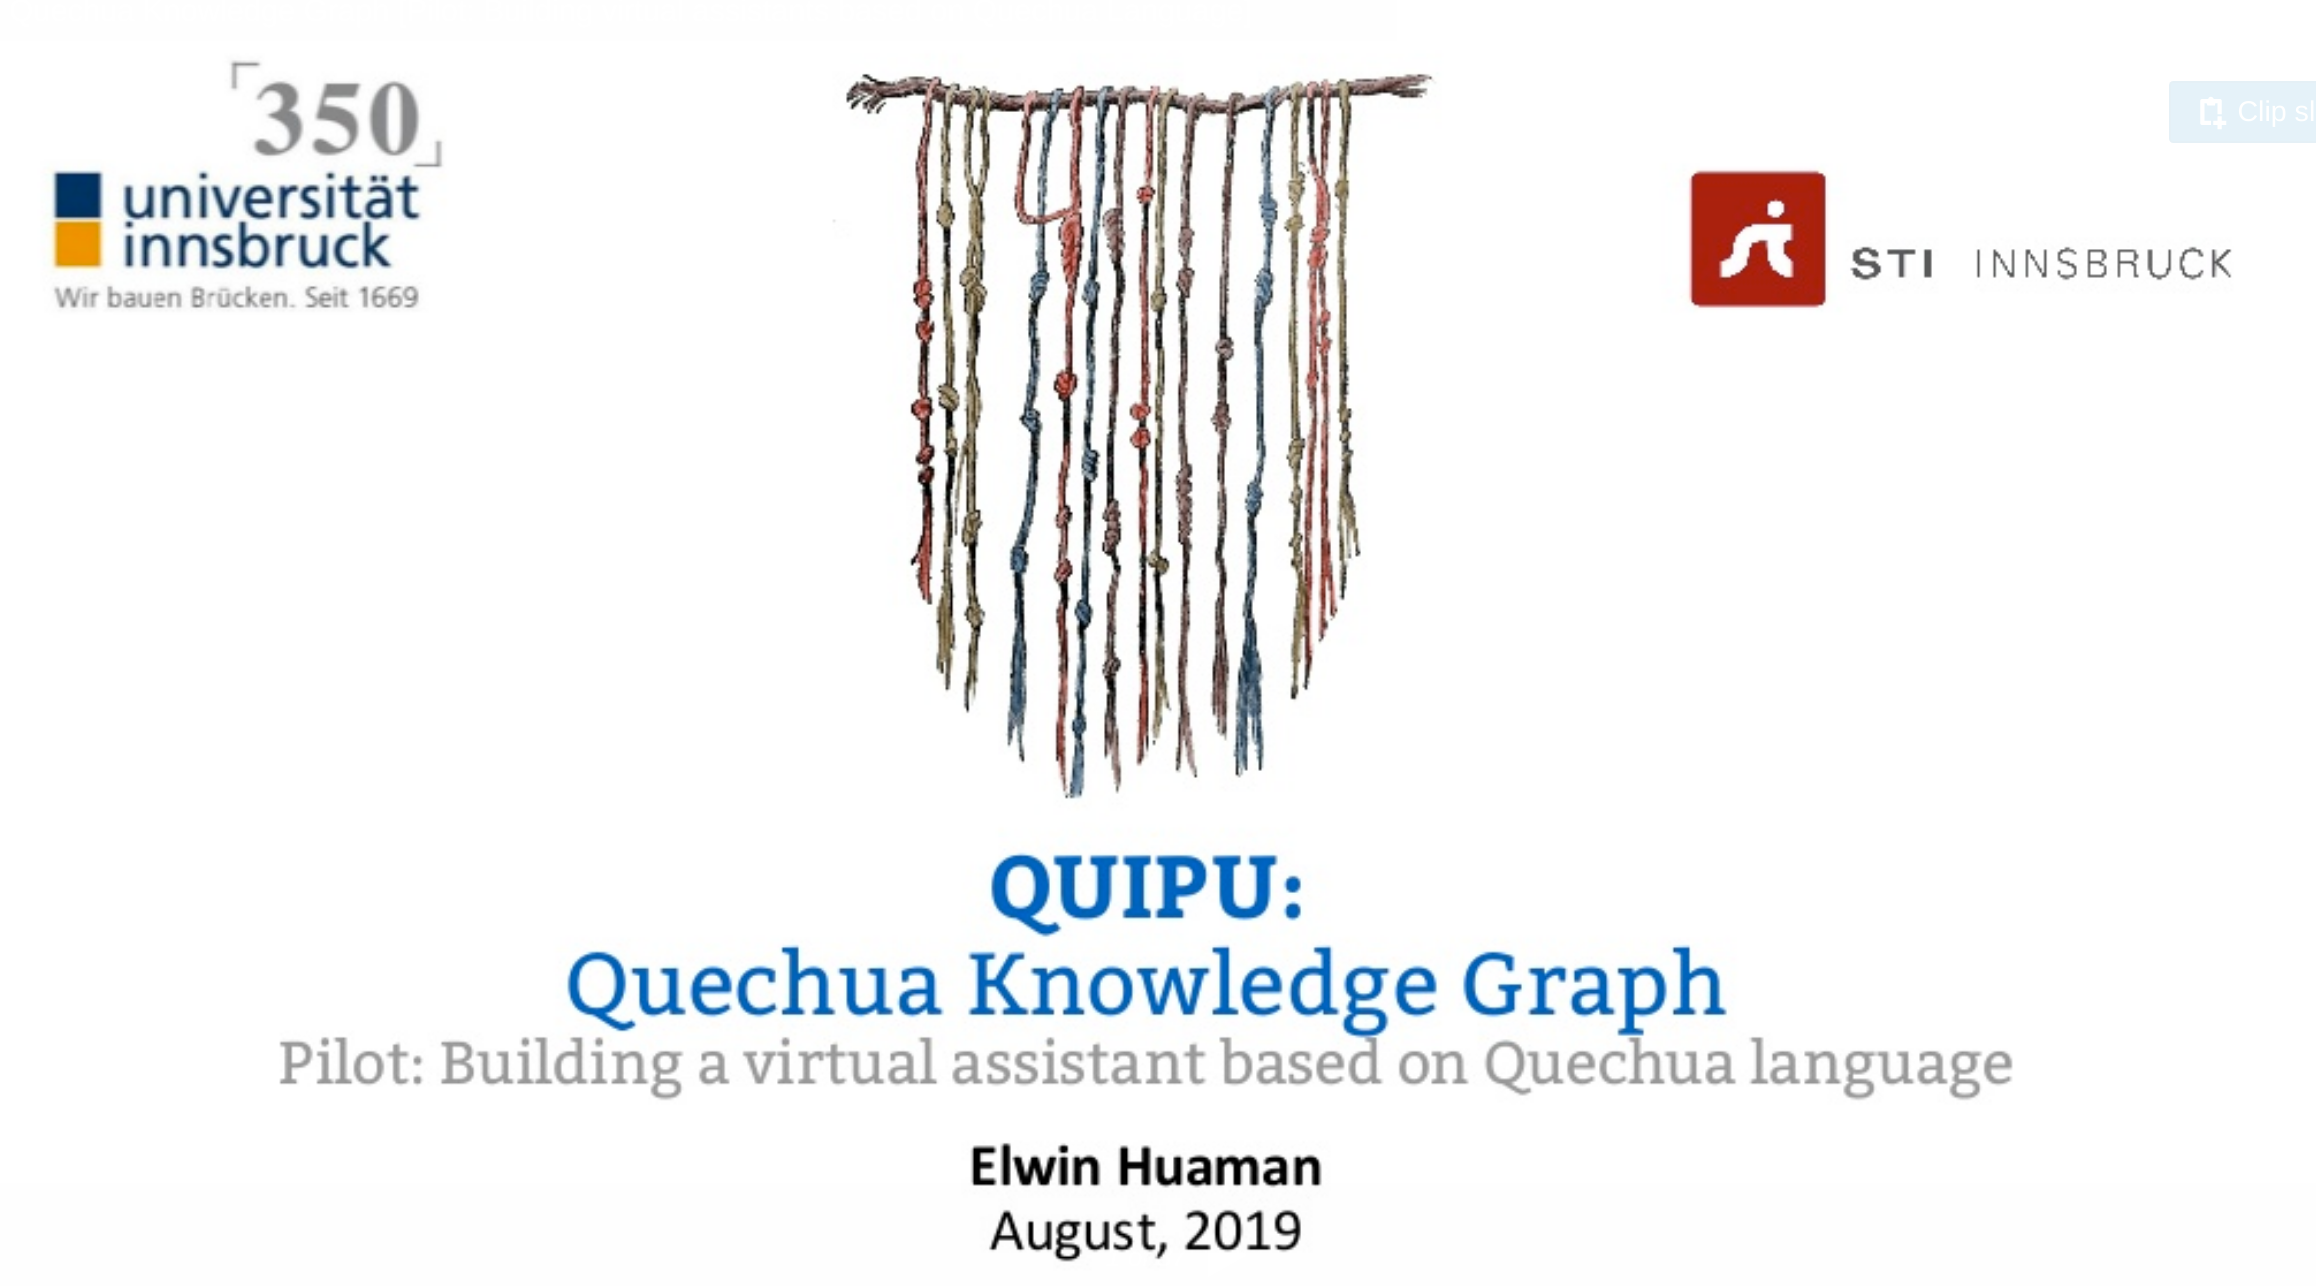 350
universität
innsbruck
Wir bauen Brücken. Seit 1669
STI INNSBRUCK
Clip
QUIPU:
Quechua Knowledge Graph
Pilot: Building a virtual assistant based on Quechua language
Elwin Huaman
August, 2019